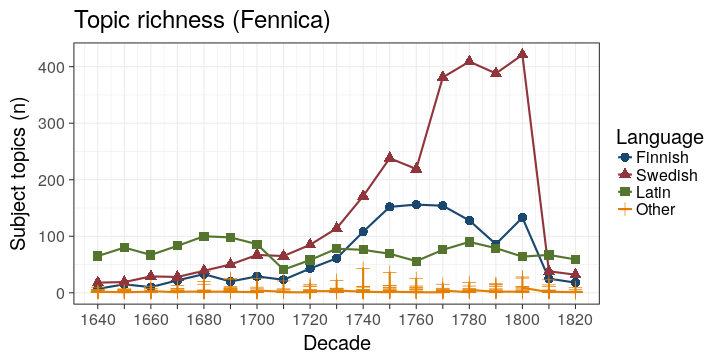 Topic richness (Fennica)
400
300
200
100
0
Subject topics (n)
1640
1660
1680
1700
1720
1740
1760
1780
1800
1820
Decade
Language
Finnish
Swedish
Latin
Other